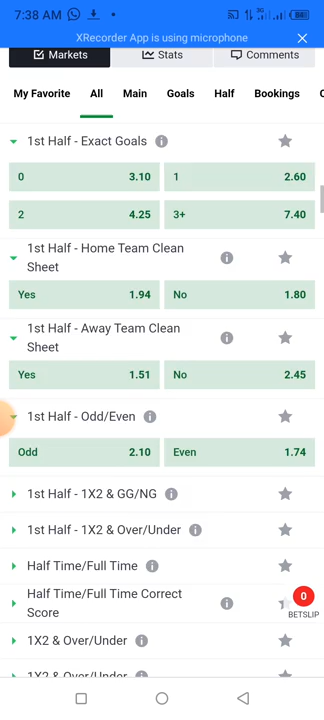 7:38 AM
3G
XRecorder App is using microphone
Markets
Stats
Comments
My Favorite
All
Main
Goals
Half
Bookings
1st Half - Exact Goals
0 3.10
1 2.60
2 4.25
3+ 7.40
1st Half - Home Team Clean
Sheet
Yes 1.94
No 1.80
1st Half - Away Team Clean
Sheet
Yes 1.51
No 2.45
1st Half - Odd/Even
Odd 2.10
Even 1.74
1st Half - 1X2 & GG/NG
1st Half - 1X2 & Over/Under
Half Time/Full Time
Half Time/Full Time Correct
Score
0
BETSLIP
1X2 & Over/Under
1X2 & Over/Under